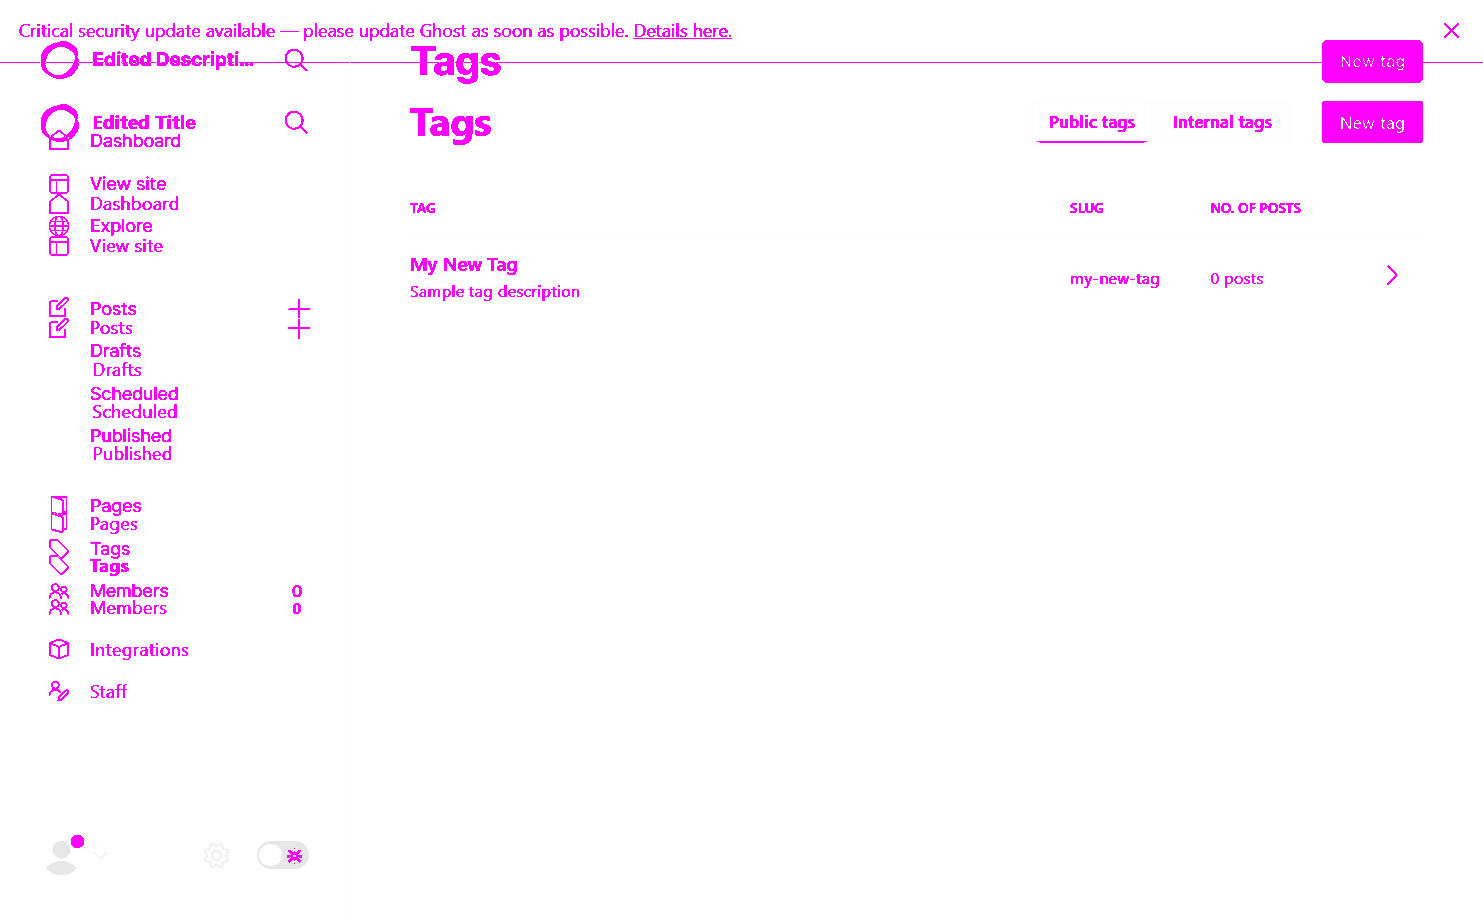 Critical security update available — please update Ghost as soon as possible. Details here.
Edited Descripti...
Tags
New tag
Edited Title
Tags
Public tags
Internal tags
New tag
Dashboard
View site
Dashboard
Explore
View site
TAG
SLUG
NO. OF POSTS
My New Tag
Sample tag description
my-new-tag
0 posts
Posts
Posts
Drafts
Drafts
Scheduled
Scheduled
Published
Published
Pages
Pages
Tags
Tags
Members 0
Members 0
Integrations
Staff